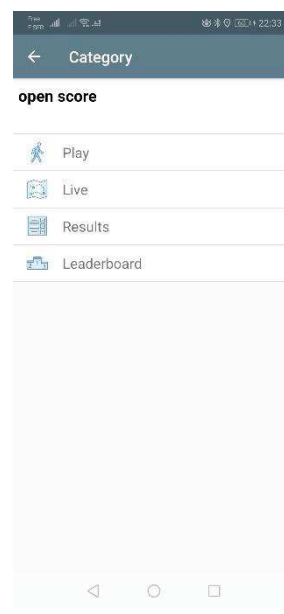 22:33
Category
open score
Play
Live
Results
Leaderboard